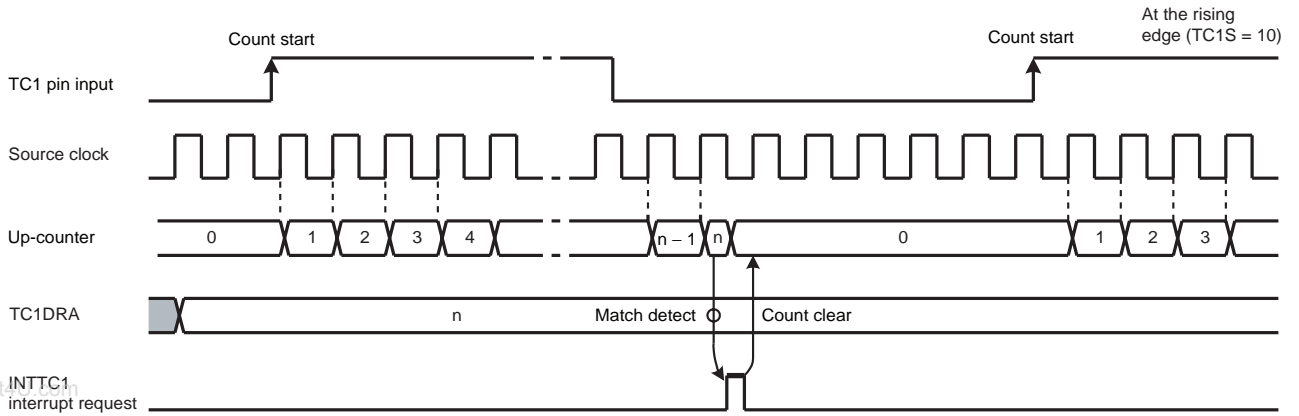 At the rising
edge (TC1S = 10)
Count start
Count start
TC1 pin input
Source clock
Up-counter
0
1
2
3
4
n – 1
n
0
1
2
3
TC1DRA
n
Match detect
Count clear
INTTC1
interrupt request